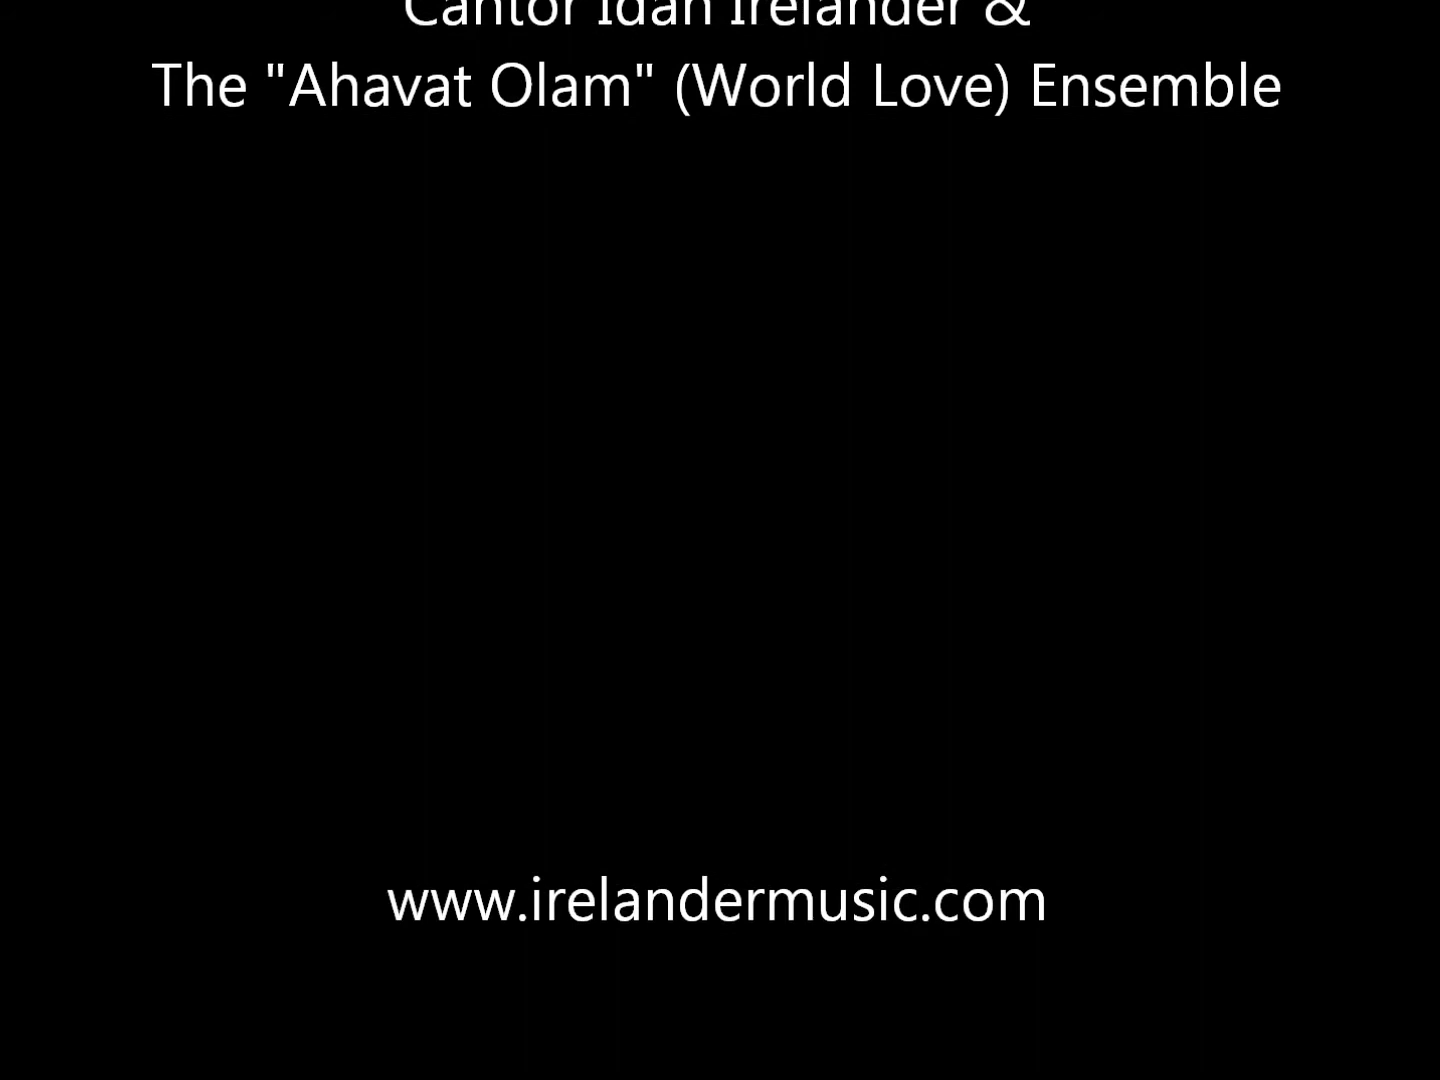 Cantor Idan Irelander &
The "Ahavat Olam" (World Love) Ensemble
www.irelandermusic.com